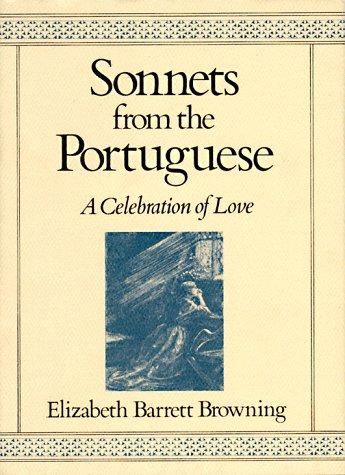 Sonnets
from the
Portuguese
A Celebration of Love
Elizabeth Barrett Browning